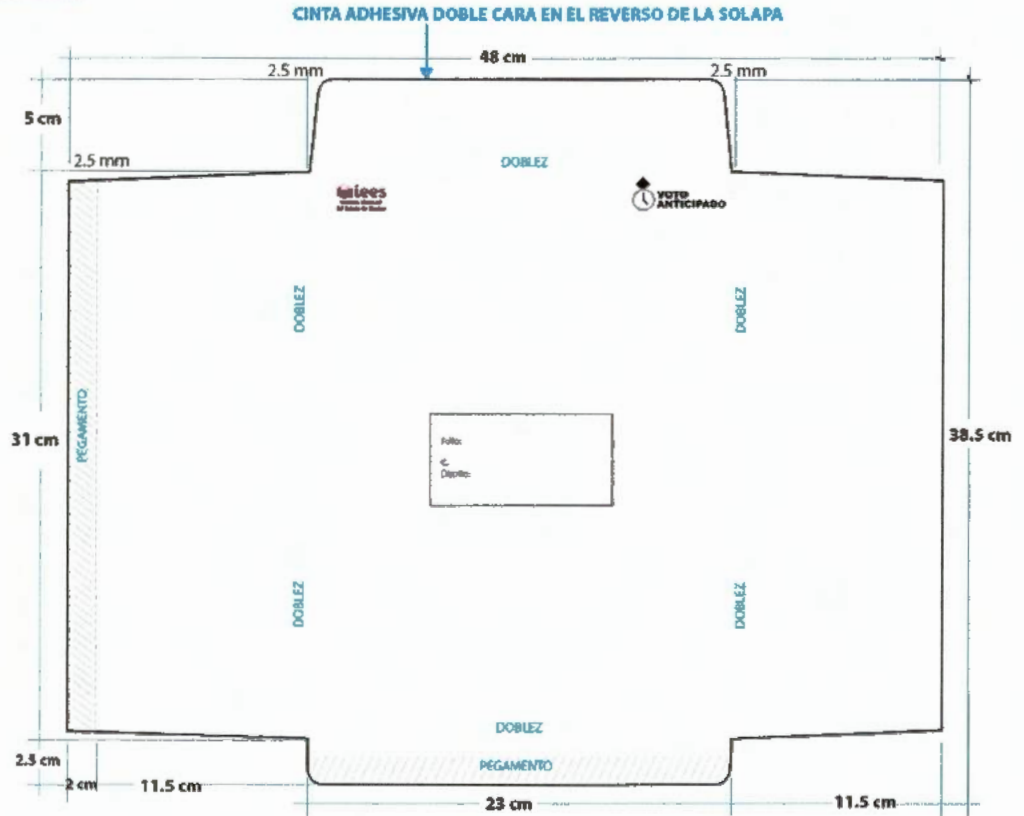 CINTA ADHESIVA DOBLE CARA EN EL REVERSO DE LA SOLAPA
48 cm
2.5 mm
2.5 mm
5 cm
2.5 mm
DOBLEZ
iees
VOTO
ANTICIPADO
DOBLEZ
DOBLEZ
PEGAMENTO
31 cm
38.5 cm
Folio:
DOBLEZ
DOBLEZ
DOBLEZ
PEGAMENTO
2.5 cm
2 cm
11.5 cm
23 cm
11.5 cm